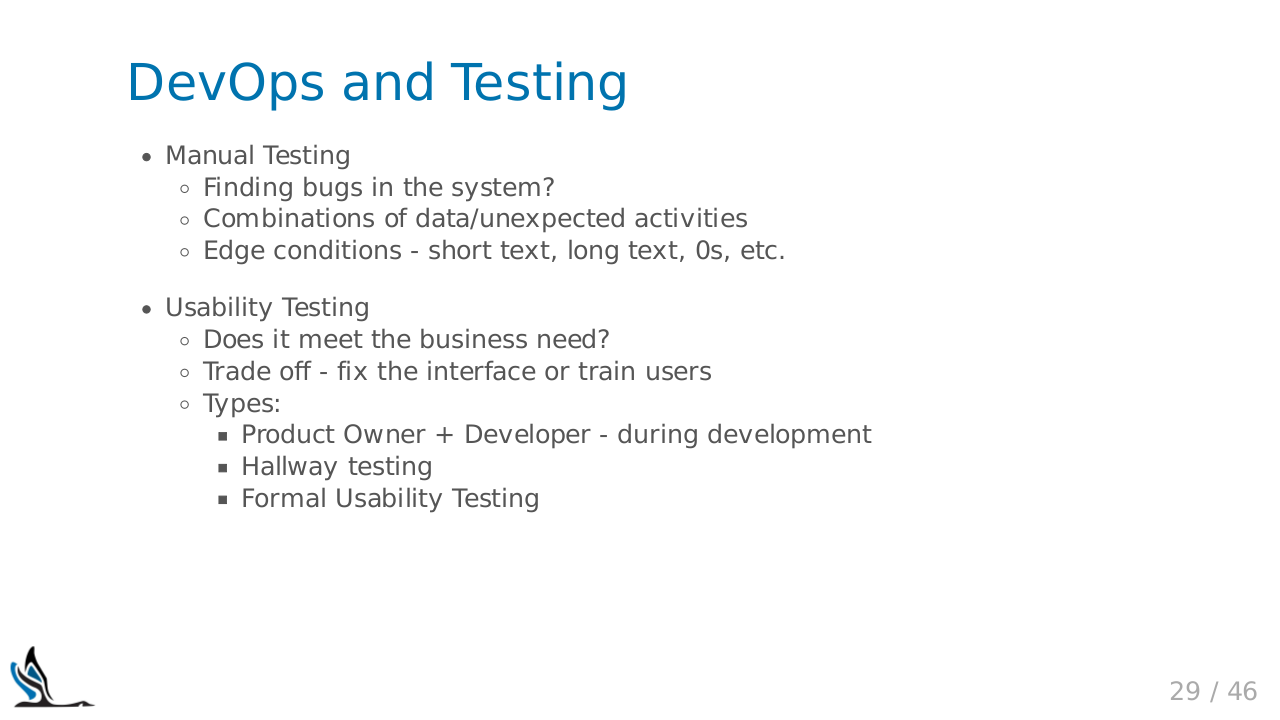 DevOps and Testing
Manual Testing
Finding bugs in the system?
Combinations of data/unexpected activities
Edge conditions - short text, long text, 0s, etc.
Usability Testing
Does it meet the business need?
Trade off - fix the interface or train users
Types:
Product Owner + Developer - during development
Hallway testing
Formal Usability Testing
29 / 46